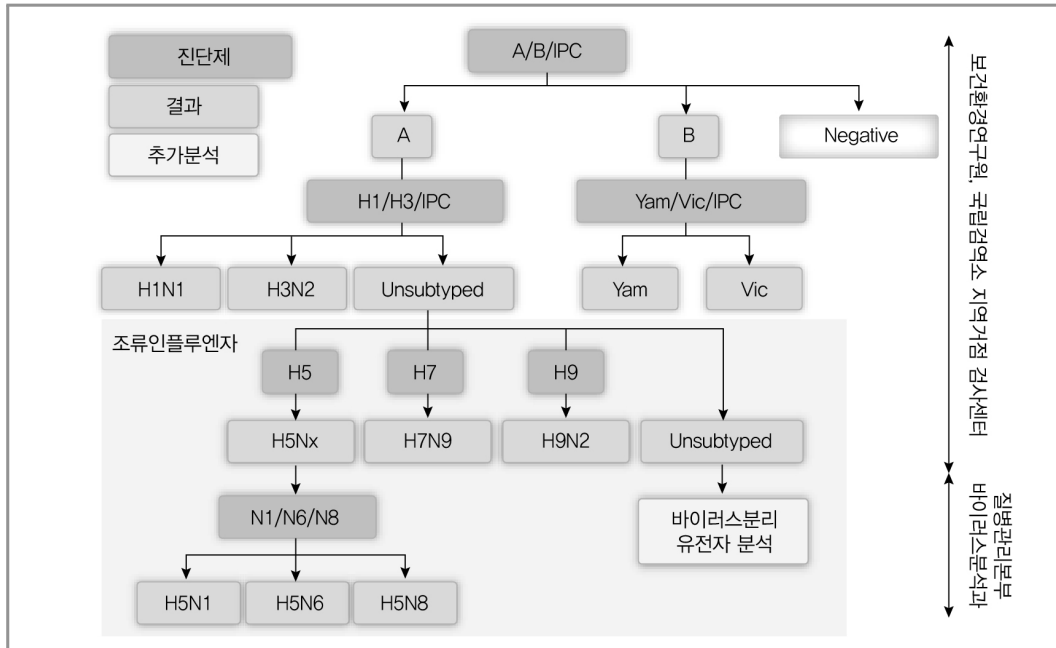 진단제
결과
추가분석
A/B/IPC
A
B
Negative
H1/H3/IPC
Yam/Vic/IPC
H1N1
H3N2
Unsubtyped
Yam
Vic
조류인플루엔자
H5
H7
H9
H5Nx
H7N9
H9N2
Unsubtyped
N1/N6/N8
바이러스분리
유전자 분석
H5N1
H5N6
H5N8
보건환경연구원, 국립검역소 지역거점 검사센터
질병관리본부
바이러스분석과